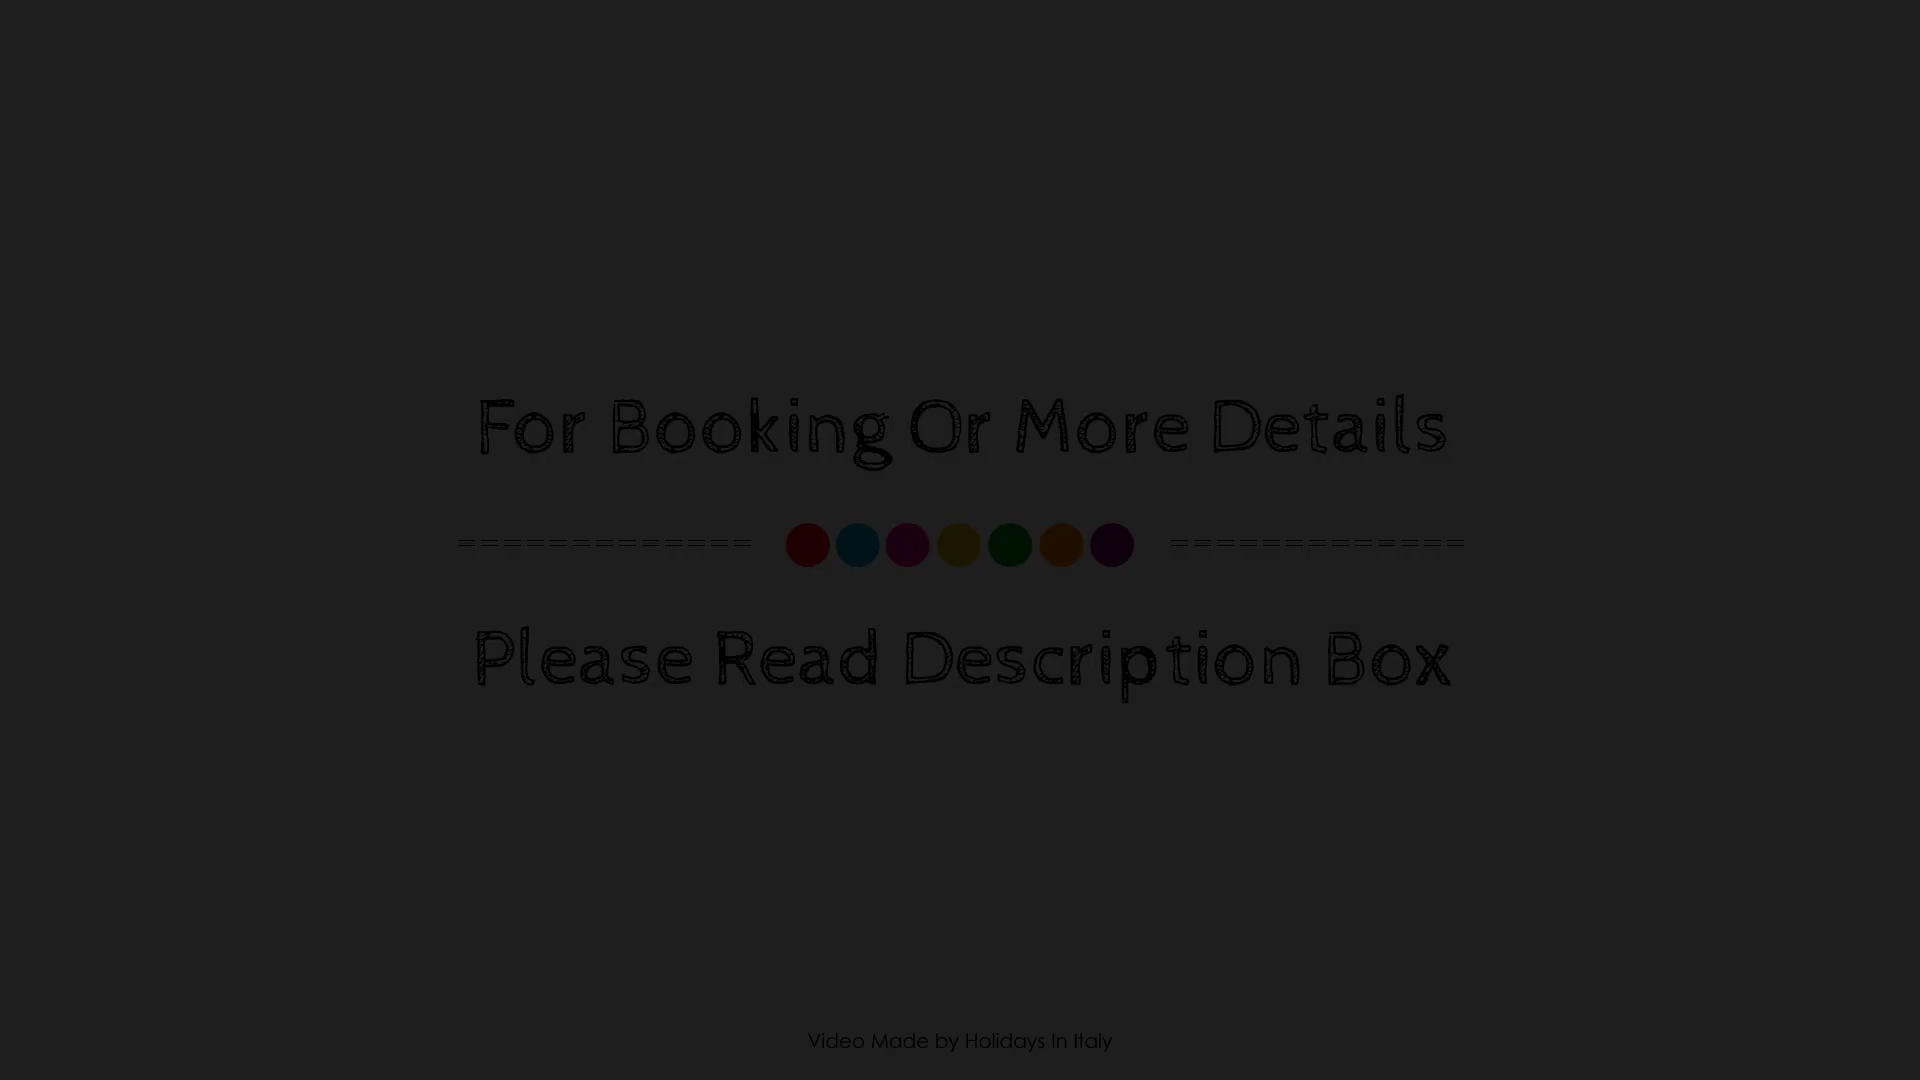 For Booking Or More Details
============= =============
Please Read Description Box
Video Made by Holidays In Italy